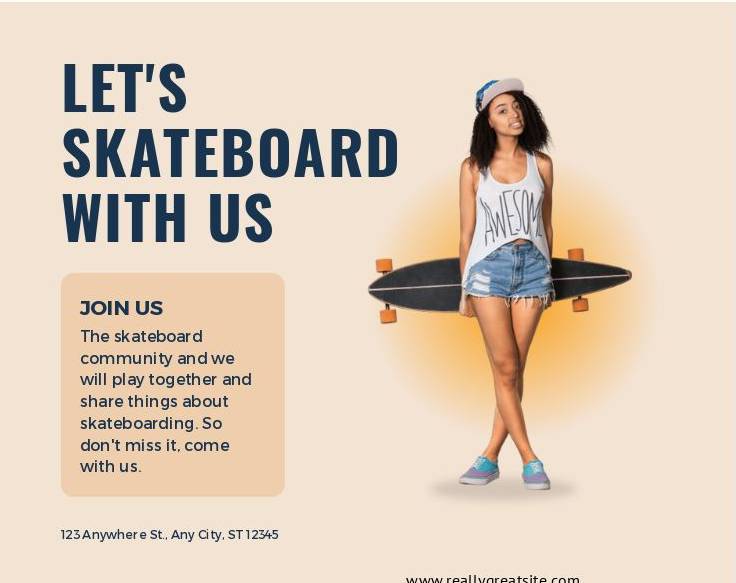 LET'S
SKATEBOARD
WITH US
AWESOME
JOIN US
The skateboard
community and we
will play together and
share things about
skateboarding. So
don't miss it, come
with us.
123 Anywhere St., Any City, ST 12345
www.reallygreatsite.com